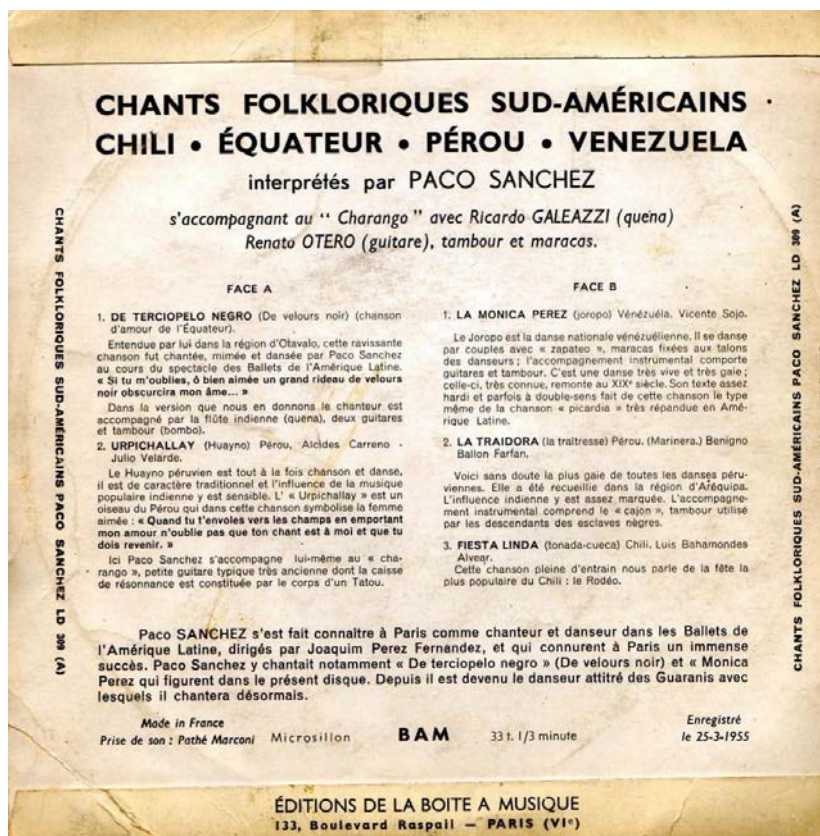 CHANTS FOLKLORIQUES SUD-AMÉRICAINS
CHILI • ÉQUATEUR • PÉROU • VENEZUELA
interprétés par PACO SANCHEZ
s'accompagnant au “ Charango ” avec Ricardo GALEAZZI (quena)
Renato OTERO (guitare), tambour et maracas.
CHANTS FOLKLORIQUES SUD-AMÉRICAINS PACO SANCHEZ LD 309 (A)
FACE A
1. DE TERCIOPELO NEGRO (De velours noir) (chanson
d'amour de l'Équateur).
Entendue par lui dans la région d'Otavalo, cette ravissante
chanson fut chantée, mimée et dansée par Paco Sanchez
au cours du spectacle des Ballets de l'Amérique Latine.
« Si tu m'oublies, ô bien aimée un grand rideau de velours
noir obscurcira mon âme... »
Dans la version que nous en donnons le chanteur est
accompagné par la flûte indienne (quena), deux guitares
et tambour (bombo).
2. URPICHALLAY (Huayno) Pérou, Alcides Carreno -
Julio Velarde.
Le Huayno péruvien est tout à la fois chanson et danse,
il est de caractère traditionnel et l'influence de la musique
populaire indienne y est sensible. L' « Urpichallay » est un
oiseau du Pérou qui dans cette chanson symbolise la femme
aimée : « Quand tu t'envoles vers les champs en emportant
mon amour n'oublie pas que ton chant est à moi et que tu
dois revenir. »
Ici Paco Sanchez s'accompagne lui-même au « cha-
rango », petite guitare typique très ancienne dont la caisse
de résonnance est constituée par le corps d'un Tatou.
FACE B
1. LA MONICA PEREZ (joropo) Vénézuéla. Vicente Sojo.
Le Joropo est la danse nationale vénézuélienne. Il se danse
par couples avec « zapateo », maracas fixées aux talons
des danseurs ; l'accompagnement instrumental comporte
guitares et tambour. C'est une danse très vive et très gaie ;
celle-ci, très connue, remonte au XIXᵉ siècle. Son texte assez
hardi et parfois à double-sens fait de cette chanson le type
même de la chanson « picardia » très répandue en Amé-
rique Latine.
2. LA TRAIDORA (la traîtresse) Pérou. (Marinera.) Benigno
Ballon Farfan.
Voici sans doute la plus gaie de toutes les danses péru-
viennes. Elle a été recueillie dans la région d'Aréquipa.
L'influence indienne y est assez marquée. L'accompagne-
ment instrumental comprend le « cajon », tambour utilisé
par les descendants des esclaves nègres.
3. FIESTA LINDA (tonada-cueca) Chili. Luis Bahamondes
Alvear.
Cette chanson pleine d'entrain nous parle de la fête la
plus populaire du Chili : le Rodéo.
CHANTS FOLKLORIQUES SUD-AMÉRICAINS PACO SANCHEZ LD 309 (A)
Paco SANCHEZ s'est fait connaître à Paris comme chanteur et danseur dans les Ballets de
l'Amérique Latine, dirigés par Joaquim Perez Fernandez, et qui connurent à Paris un immense
succès. Paco Sanchez y chantait notamment « De terciopelo negro » (De velours noir) et « Monica
Perez qui figurent dans le présent disque. Depuis il est devenu le danseur attitré des Guaranis avec
lesquels il chantera désormais.
Made in France
Prise de son : Pathé Marconi Microsillon BAM 33 t. 1/3 minute
Enregistré
le 25-3-1955
ÉDITIONS DE LA BOITE A MUSIQUE
133, Boulevard Raspail — PARIS (VIᵉ)